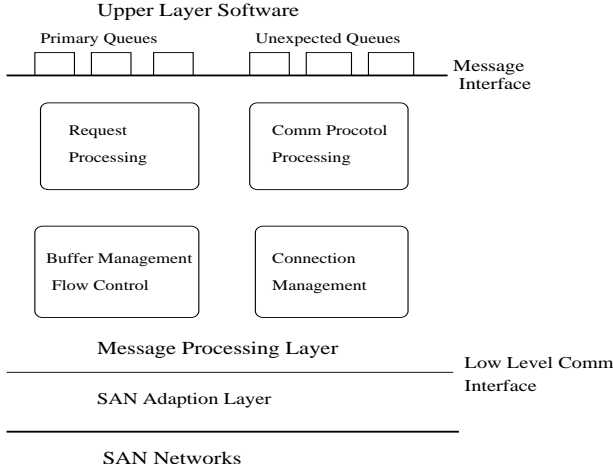 Upper Layer Software
Primary Queues
Unexpected Queues
Message
Interface
Request
Processing
Comm Procotol
Processing
Buffer Management
Flow Control
Connection
Management
Message Processing Layer
Low Level Comm
Interface
SAN Adaption Layer
SAN Networks